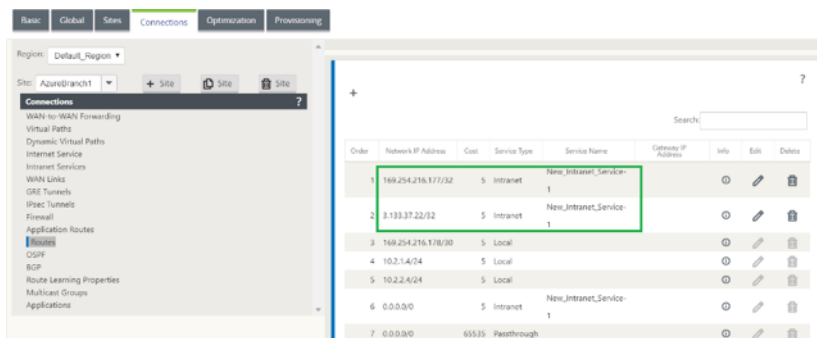 Basic Global Sites Connections Optimization Provisioning
Region: Default_Region
Site: AzureBranch1 + Site Site Site
Connections ?
WAN-to-WAN Forwarding
Virtual Paths
Dynamic Virtual Paths
Internet Service
Intranet Services
WAN Links
GRE Tunnels
IPsec Tunnels
Firewall
Application Routes
Routes
OSPF
BGP
Route Learning Properties
Multicast Groups
Applications
?
+
Search:
Order Network IP Address Cost Service Type Service Name Gateway IP Address Info Edit Delete
1 169.254.216.177/32 5 Intranet New_Intranet_Service-
1
2 3.133.37.22/32 5 Intranet New_Intranet_Service-
1
3 169.254.216.178/30 5 Local
4 10.2.1.4/24 5 Local
5 10.2.2.4/24 5 Local
6 0.0.0.0/0 5 Intranet New_Intranet_Service-
1
7 0.0.0.0/0 65535 Passthrough